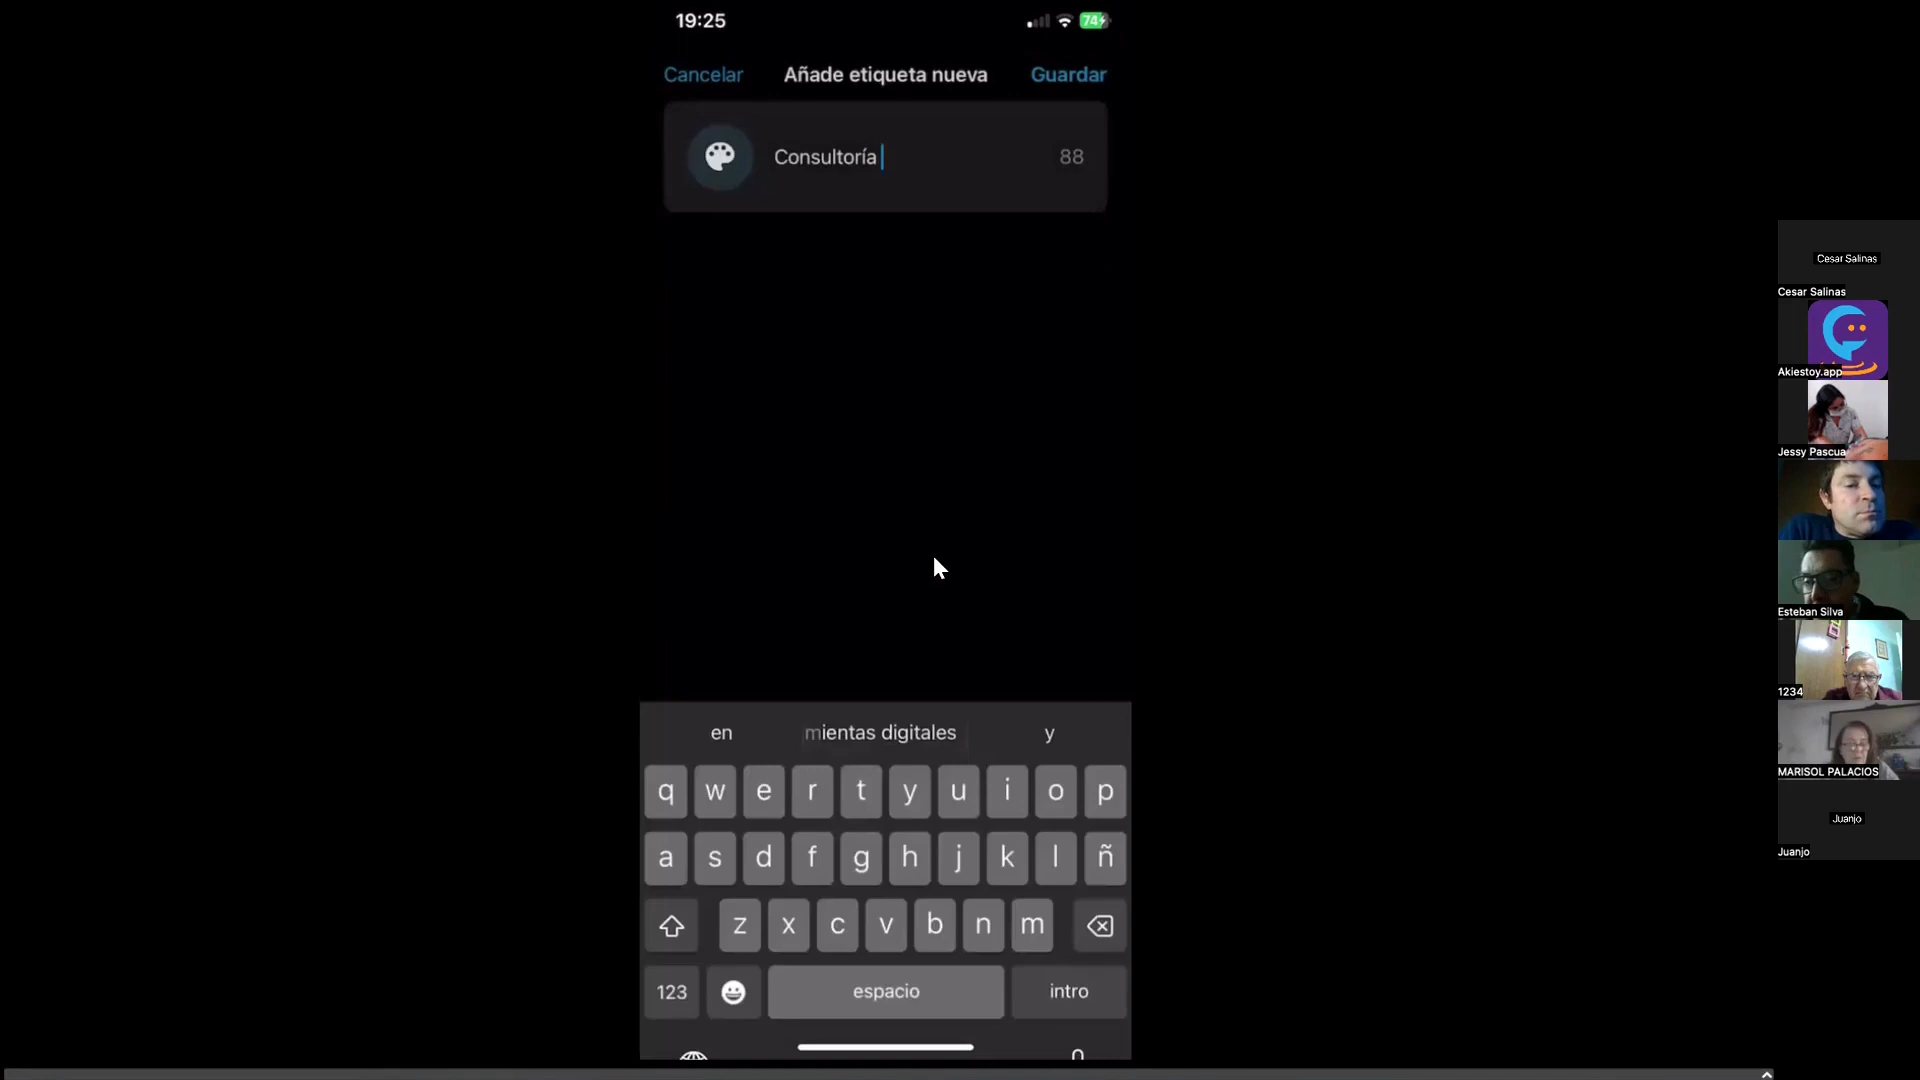 19:25
74
Cancelar
Añade etiqueta nueva
Guardar
Consultoría
88
en
mientas digitales
y
q w e r t y u i o p
a s d f g h j k l ñ
z x c v b n m
123
espacio
intro
Cesar Salinas
Cesar Salinas
Akiestoy.app
Jessy Pascua
Esteban Silva
1234
MARISOL PALACIOS
Juanjo
Juanjo